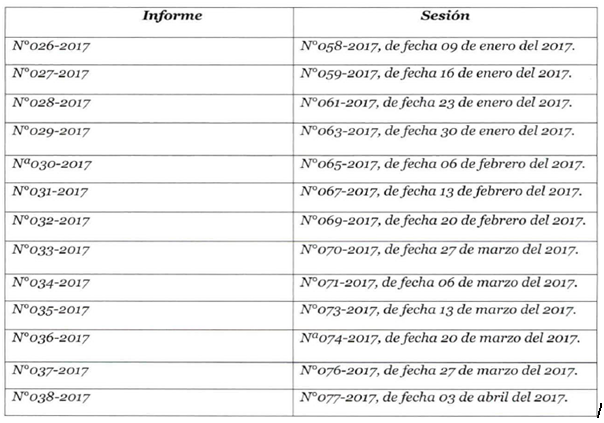 Informe Sesión
N°026-2017 N°058-2017, de fecha 09 de enero del 2017.
N°027-2017 N°059-2017, de fecha 16 de enero del 2017.
N°028-2017 N°061-2017, de fecha 23 de enero del 2017.
N°029-2017 N°063-2017, de fecha 30 de enero del 2017.
Nª030-2017 N°065-2017, de fecha 06 de febrero del 2017.
N°031-2017 N°067-2017, de fecha 13 de febrero del 2017.
N°032-2017 N°069-2017, de fecha 20 de febrero del 2017.
N°033-2017 N°070-2017, de fecha 27 de marzo del 2017.
N°034-2017 N°071-2017, de fecha 06 de marzo del 2017.
N°035-2017 N°073-2017, de fecha 13 de marzo del 2017.
N°036-2017 Nª074-2017, de fecha 20 de marzo del 2017.
N°037-2017 N°076-2017, de fecha 27 de marzo del 2017.
N°038-2017 N°077-2017, de fecha 03 de abril del 2017.